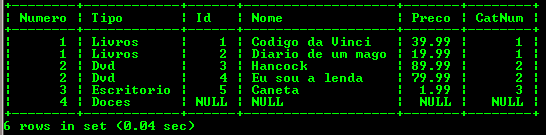 | Numero | Tipo | Id | Nome | Preco | CatNum |
| 1 | Livros | 1 | Codigo da Vinci | 39.99 | 1 |
| 1 | Livros | 2 | Diario de um mago | 19.99 | 1 |
| 2 | Dvd | 3 | Hancock | 89.99 | 2 |
| 2 | Dvd | 4 | Eu sou a lenda | 79.99 | 2 |
| 3 | Escritorio | 5 | Caneta | 1.99 | 3 |
| 4 | Doces | NULL | NULL | NULL | NULL |
6 rows in set (0.04 sec)